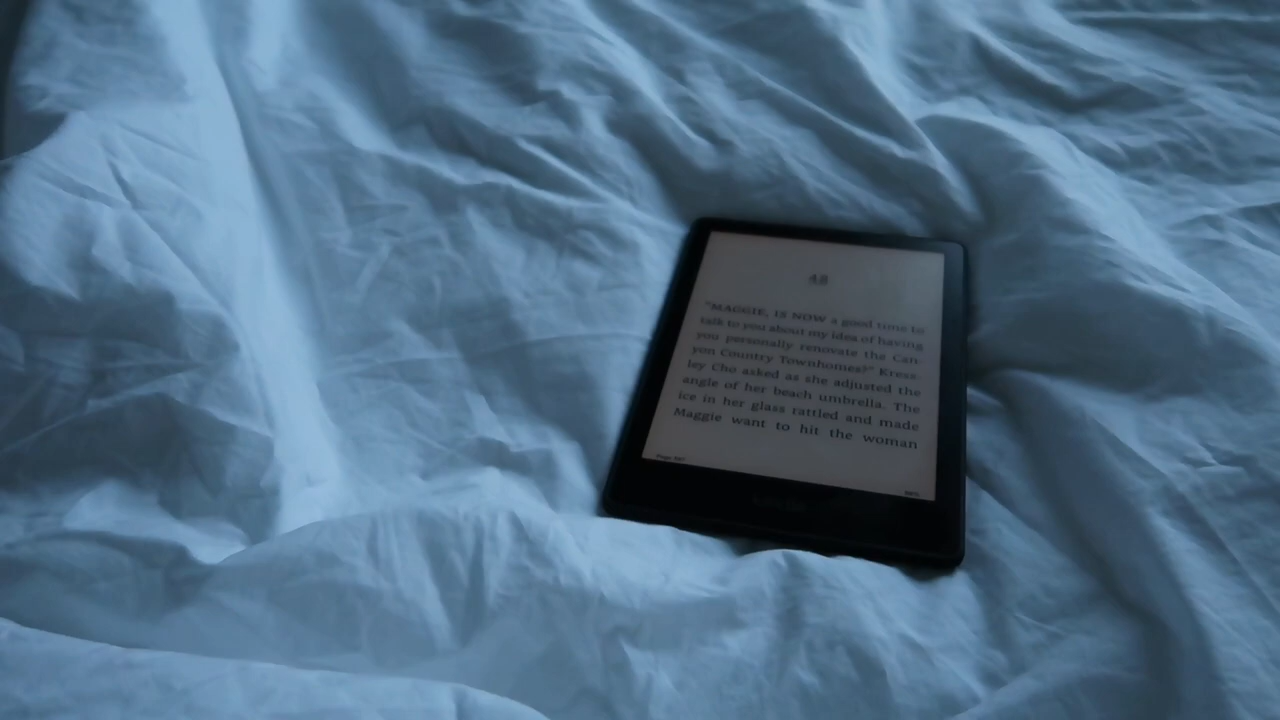 48
"MAGGIE, IS NOW a good time to
talk to you about my idea of having
you personally renovate the Can-
yon Country Townhomes?" Kress-
ley Cho asked as she adjusted the
angle of her beach umbrella. The
ice in her glass rattled and made
Maggie want to hit the woman